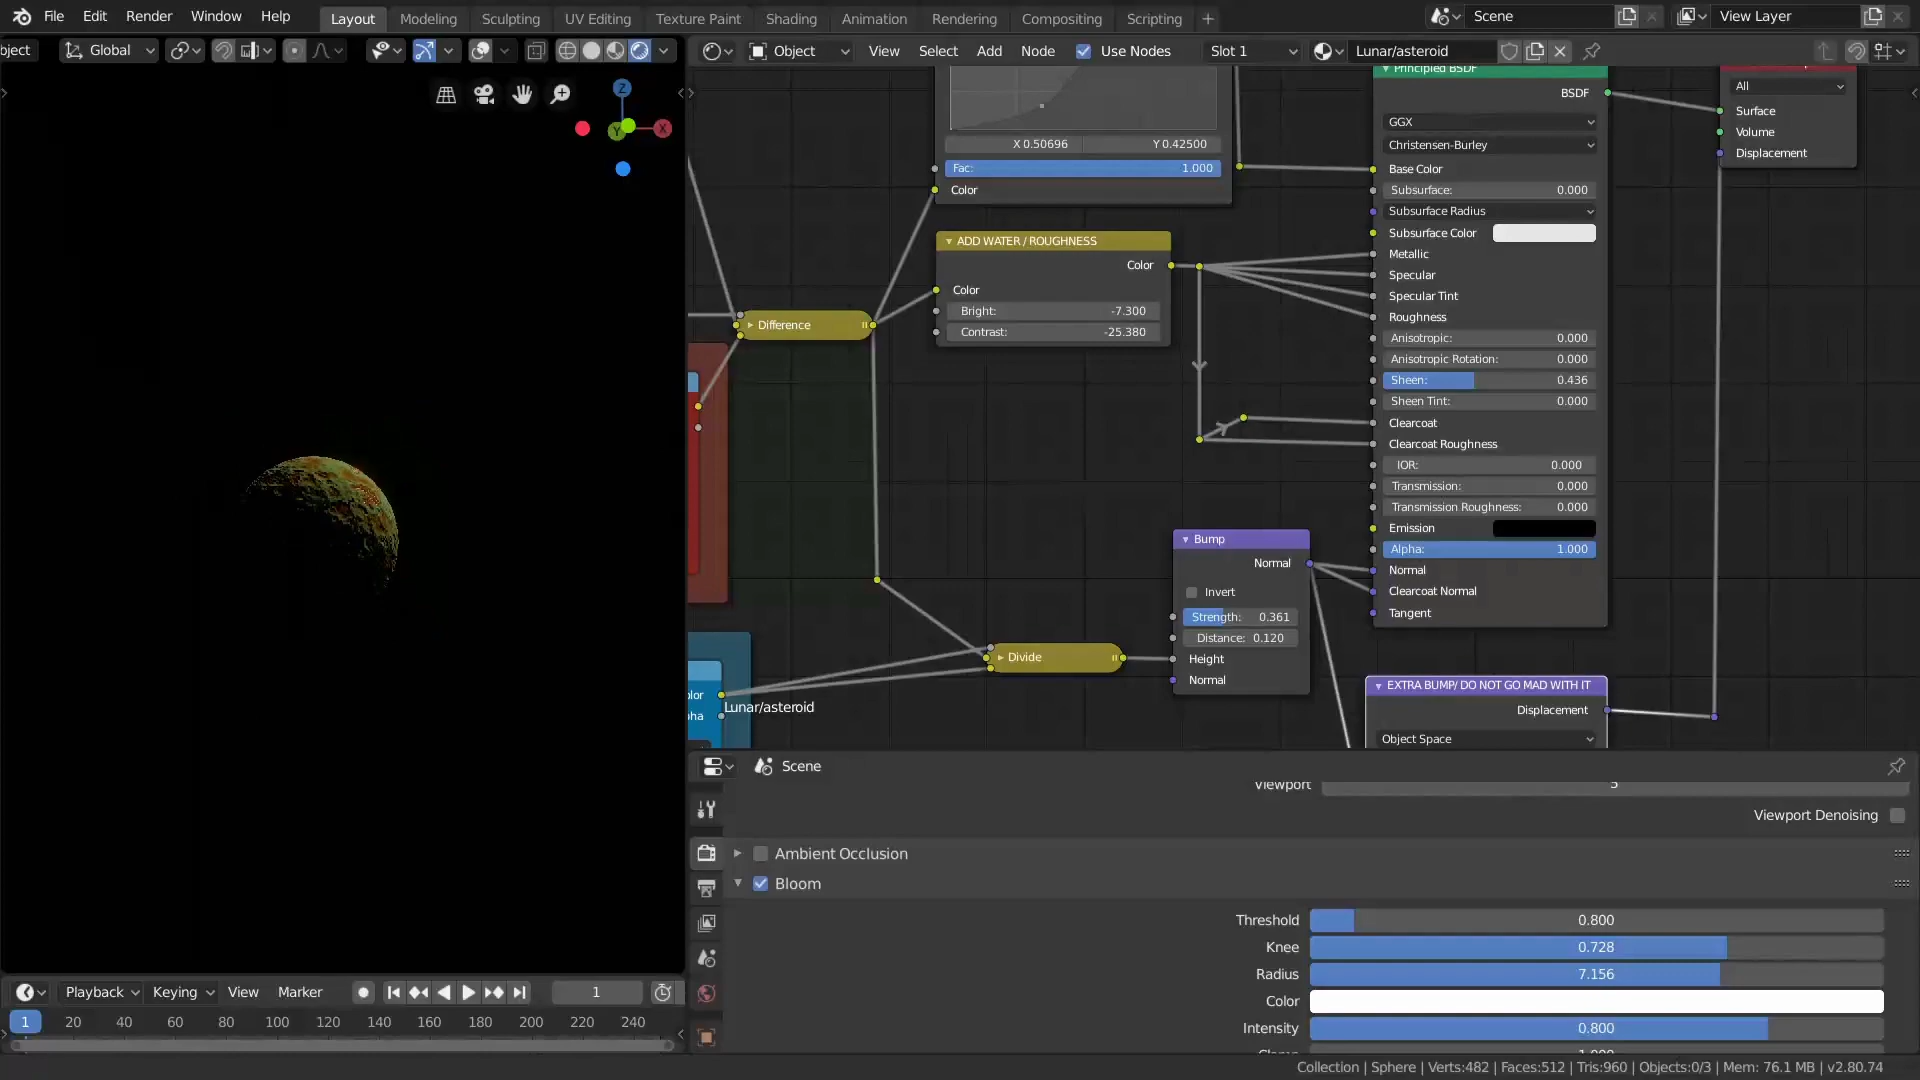 File Edit Render Window Help Layout Modeling Sculpting UV Editing Texture Paint Shading Animation Rendering Compositing Scripting + Scene View Layer
bject Global Object View Select Add Node Use Nodes Slot 1 Lunar/asteroid
Z
Y
X
X 0.50696 Y 0.42500
Fac: 1.000
Color
ADD WATER / ROUGHNESS
Color
Color
Bright: -7.300
Contrast: -25.380
Difference
Principled BSDF
BSDF
GGX
Christensen-Burley
Base Color
Subsurface: 0.000
Subsurface Radius
Subsurface Color
Metallic
Specular
Specular Tint
Roughness
Anisotropic: 0.000
Anisotropic Rotation: 0.000
Sheen: 0.436
Sheen Tint: 0.000
Clearcoat
Clearcoat Roughness
IOR: 0.000
Transmission: 0.000
Transmission Roughness: 0.000
Emission
Alpha: 1.000
Normal
Clearcoat Normal
Tangent
All
Surface
Volume
Displacement
Bump
Normal
Invert
Strength: 0.361
Distance: 0.120
Height
Normal
Divide
lor
pha
Lunar/asteroid
EXTRA BUMP/ DO NOT GO MAD WITH IT
Displacement
Object Space
Scene
Viewport
Viewport Denoising
Ambient Occlusion
Bloom
Threshold 0.800
Knee 0.728
Radius 7.156
Color
Intensity 0.800
Playback Keying View Marker 1
1 20 40 60 80 100 120 140 160 180 200 220 240
Collection | Sphere | Verts:482 | Faces:512 | Tris:960 | Objects:0/3 | Mem: 76.1 MB | v2.80.74